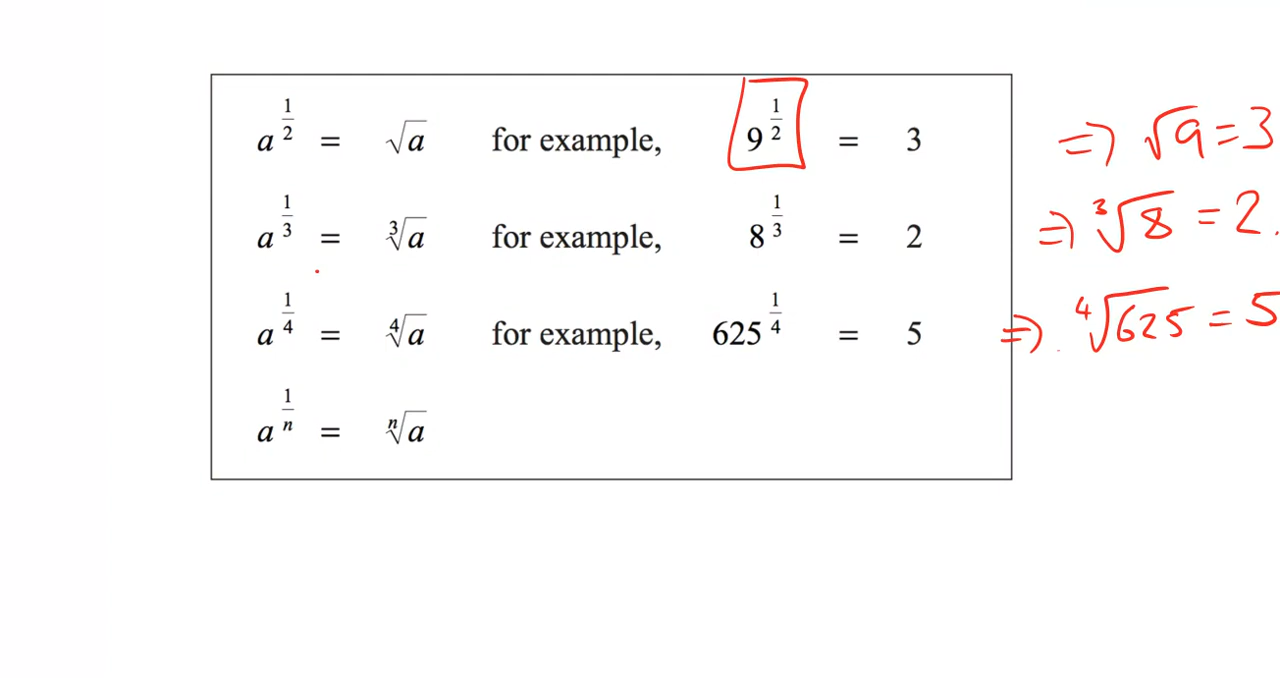 a^{1/2} = √a for example, 9^{1/2} = 3 ⇒ √9 = 3
a^{1/3} = ∛a for example, 8^{1/3} = 2 ⇒ ∛8 = 2.
a^{1/4} = ∜a for example, 625^{1/4} = 5 ⇒ ∜625 = 5
a^{1/n} = ⁿ√a